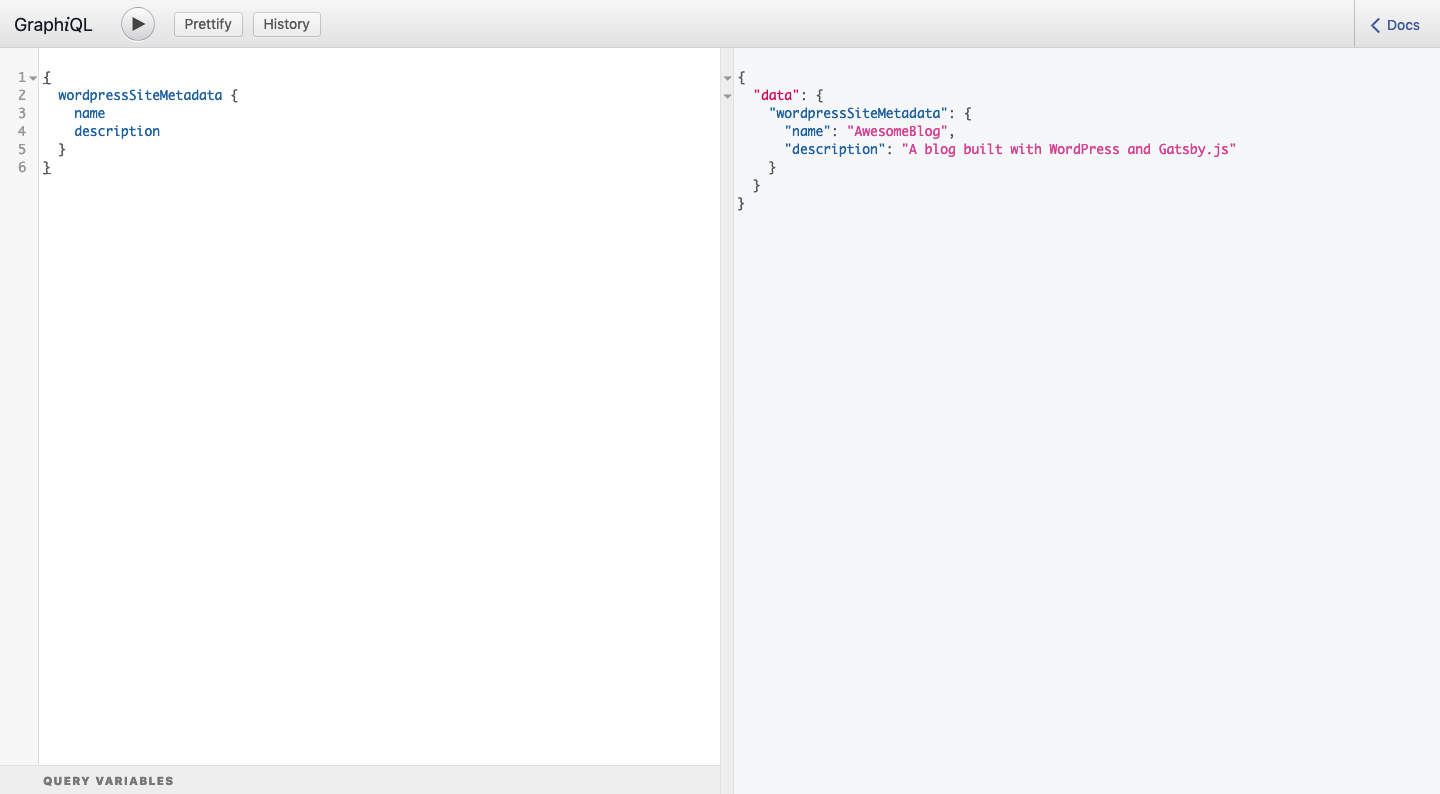 GraphiQL Prettify History Docs
1 {
2   wordpressSiteMetadata {
3     name
4     description
5   }
6 }
{
  "data": {
    "wordpressSiteMetadata": {
      "name": "AwesomeBlog",
      "description": "A blog built with WordPress and Gatsby.js"
    }
  }
}
QUERY VARIABLES